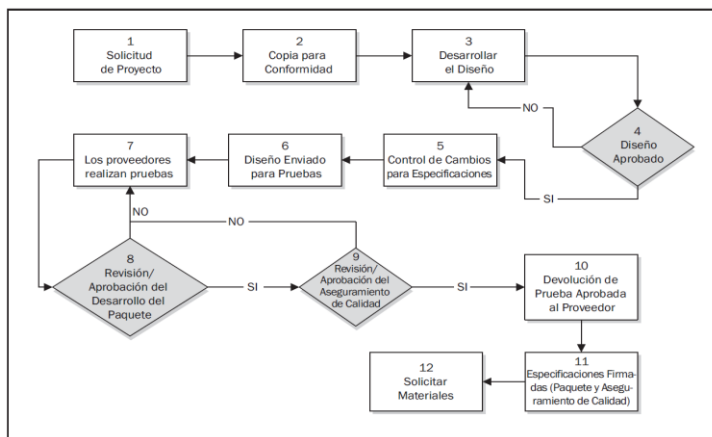 1
Solicitud
de Proyecto
2
Copia para
Conformidad
3
Desarrollar
el Diseño
NO
4
Diseño
Aprobado
SI
5
Control de Cambios
para Especificaciones
6
Diseño Enviado
para Pruebas
7
Los proveedores
realizan pruebas
NO
NO
8
Revisión/
Aprobación del
Desarrollo del
Paquete
SI
9
Revisión/
Aprobación del
Aseguramiento
de Calidad
SI
10
Devolución de
Prueba Aprobada
al Proveedor
11
Especificaciones Firma-
das (Paquete y Asegu-
ramiento de Calidad)
12
Solicitar
Materiales